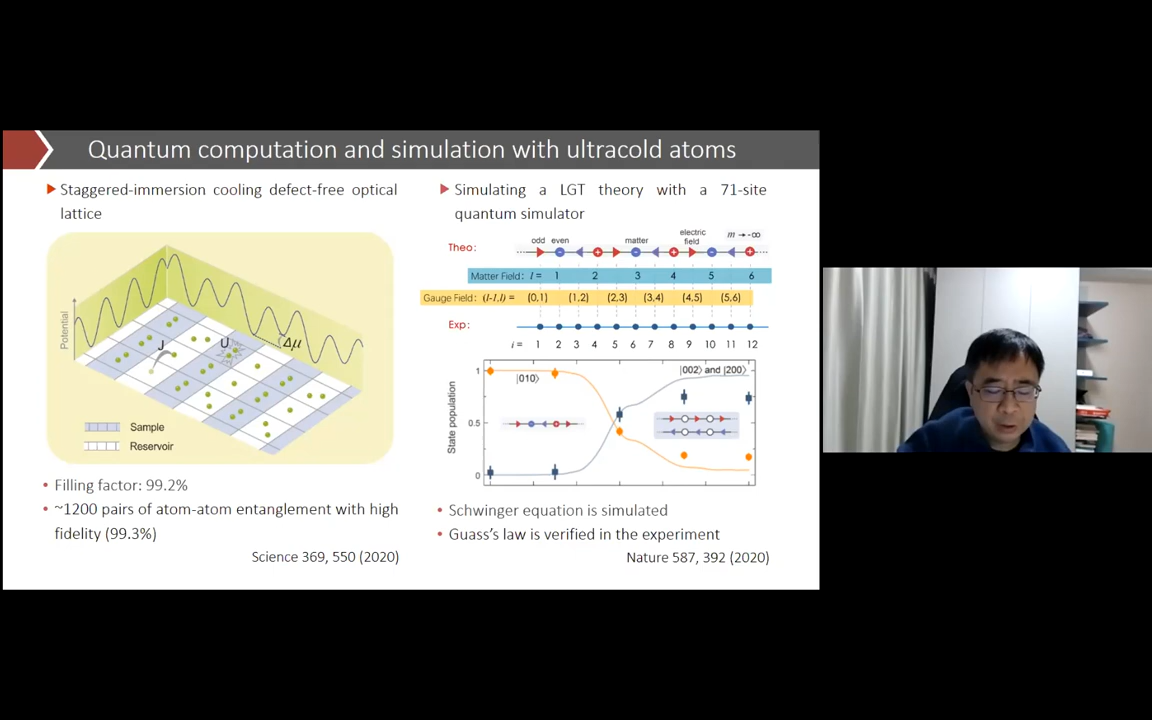 Quantum computation and simulation with ultracold atoms
Staggered-immersion cooling defect-free optical
lattice
Potential
J
U
Δμ
Sample
Reservoir
• Filling factor: 99.2%
• ~1200 pairs of atom-atom entanglement with high
fidelity (99.3%)
Science 369, 550 (2020)
Simulating a LGT theory with a 71-site
quantum simulator
Theo:
odd even matter electric field m → -∞
Matter Field: l = 1 2 3 4 5 6
Gauge Field: (l-1,l) = (0,1) (1,2) (2,3) (3,4) (4,5) (5,6)
Exp:
i = 1 2 3 4 5 6 7 8 9 10 11 12
State population
1
0.5
0
|010⟩
|002⟩ and |200⟩
• Schwinger equation is simulated
• Guass's law is verified in the experiment
Nature 587, 392 (2020)